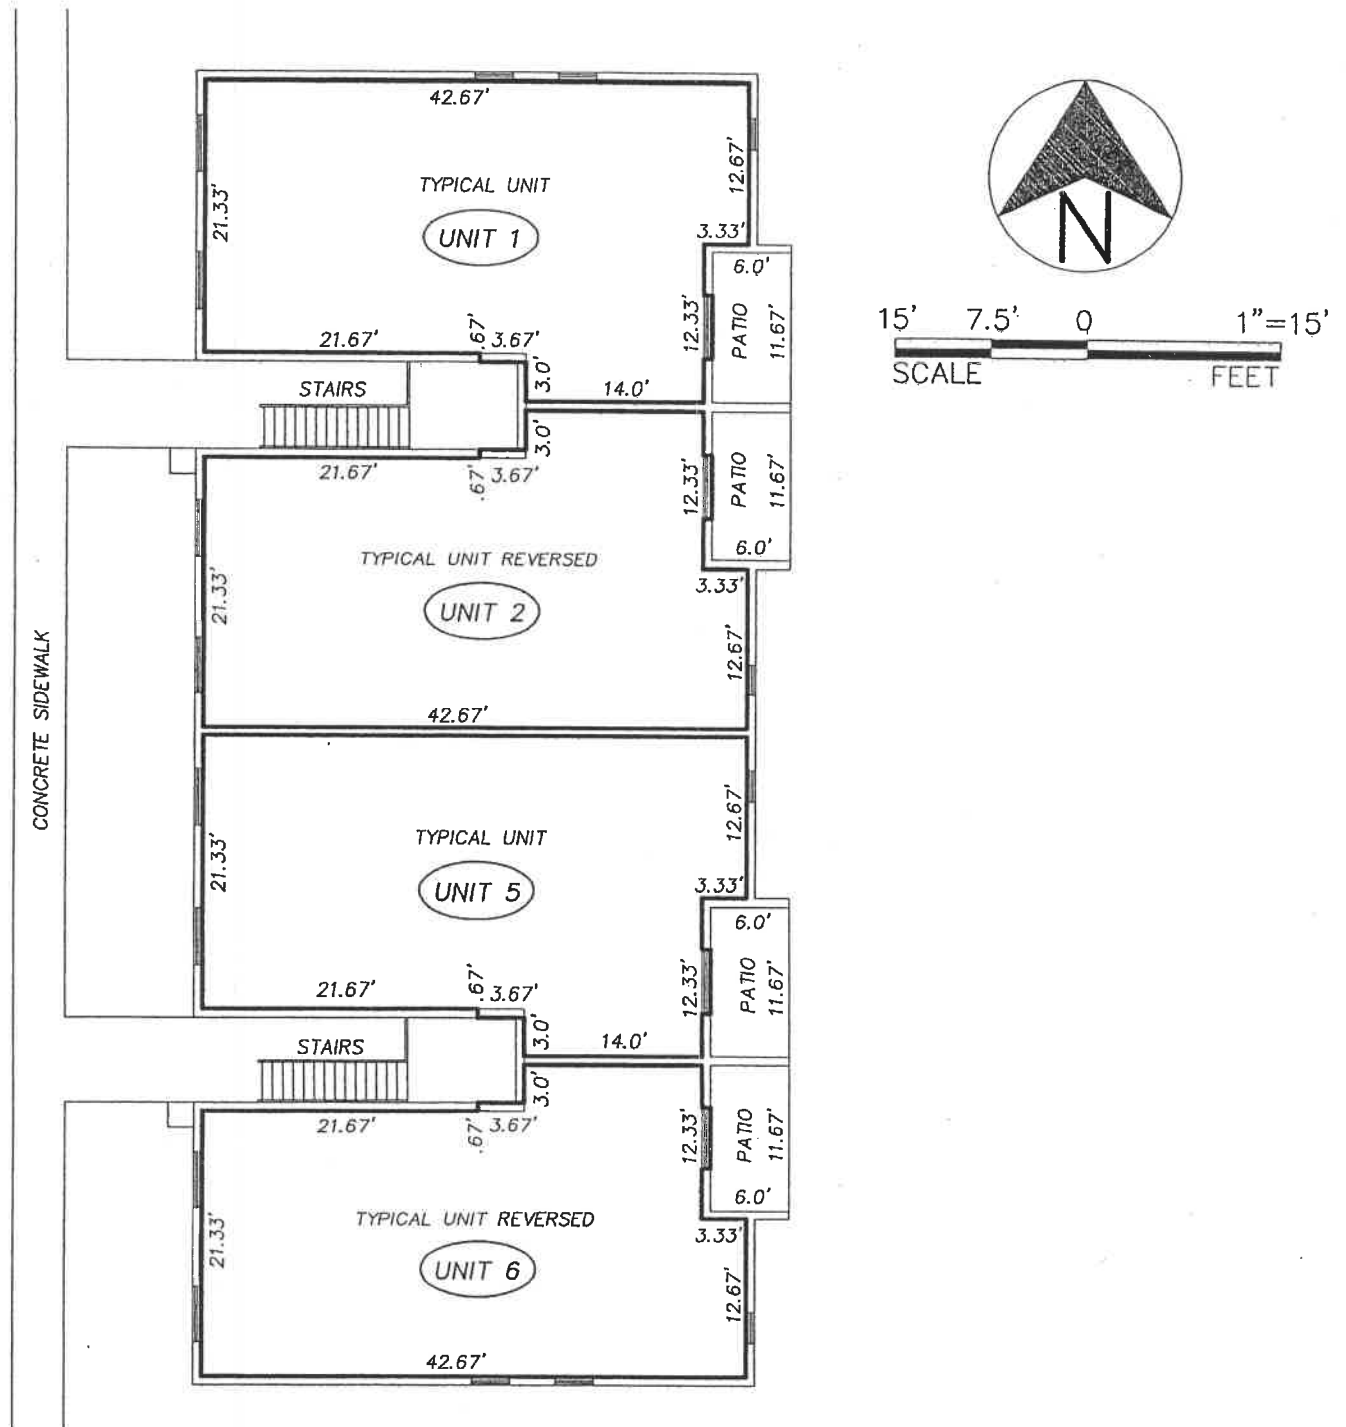 42.67'
12.67'
TYPICAL UNIT
21.33'
UNIT 1
3.33'
6.0'
N
12.33'
PATIO
11.67'
15' 7.5' 0 1"=15'
SCALE FEET
21.67'
.67'
3.67'
3.0'
14.0'
STAIRS
3.0'
21.67'
.67'
3.67'
12.33'
PATIO
11.67'
6.0'
TYPICAL UNIT REVERSED
3.33'
21.33'
UNIT 2
12.67'
42.67'
CONCRETE SIDEWALK
12.67'
TYPICAL UNIT
21.33'
UNIT 5
3.33'
6.0'
12.33'
PATIO
11.67'
21.67'
.67'
3.67'
3.0'
14.0'
STAIRS
3.0'
21.67'
.67'
3.67'
12.33'
PATIO
11.67'
6.0'
TYPICAL UNIT REVERSED
3.33'
21.33'
UNIT 6
12.67'
42.67'